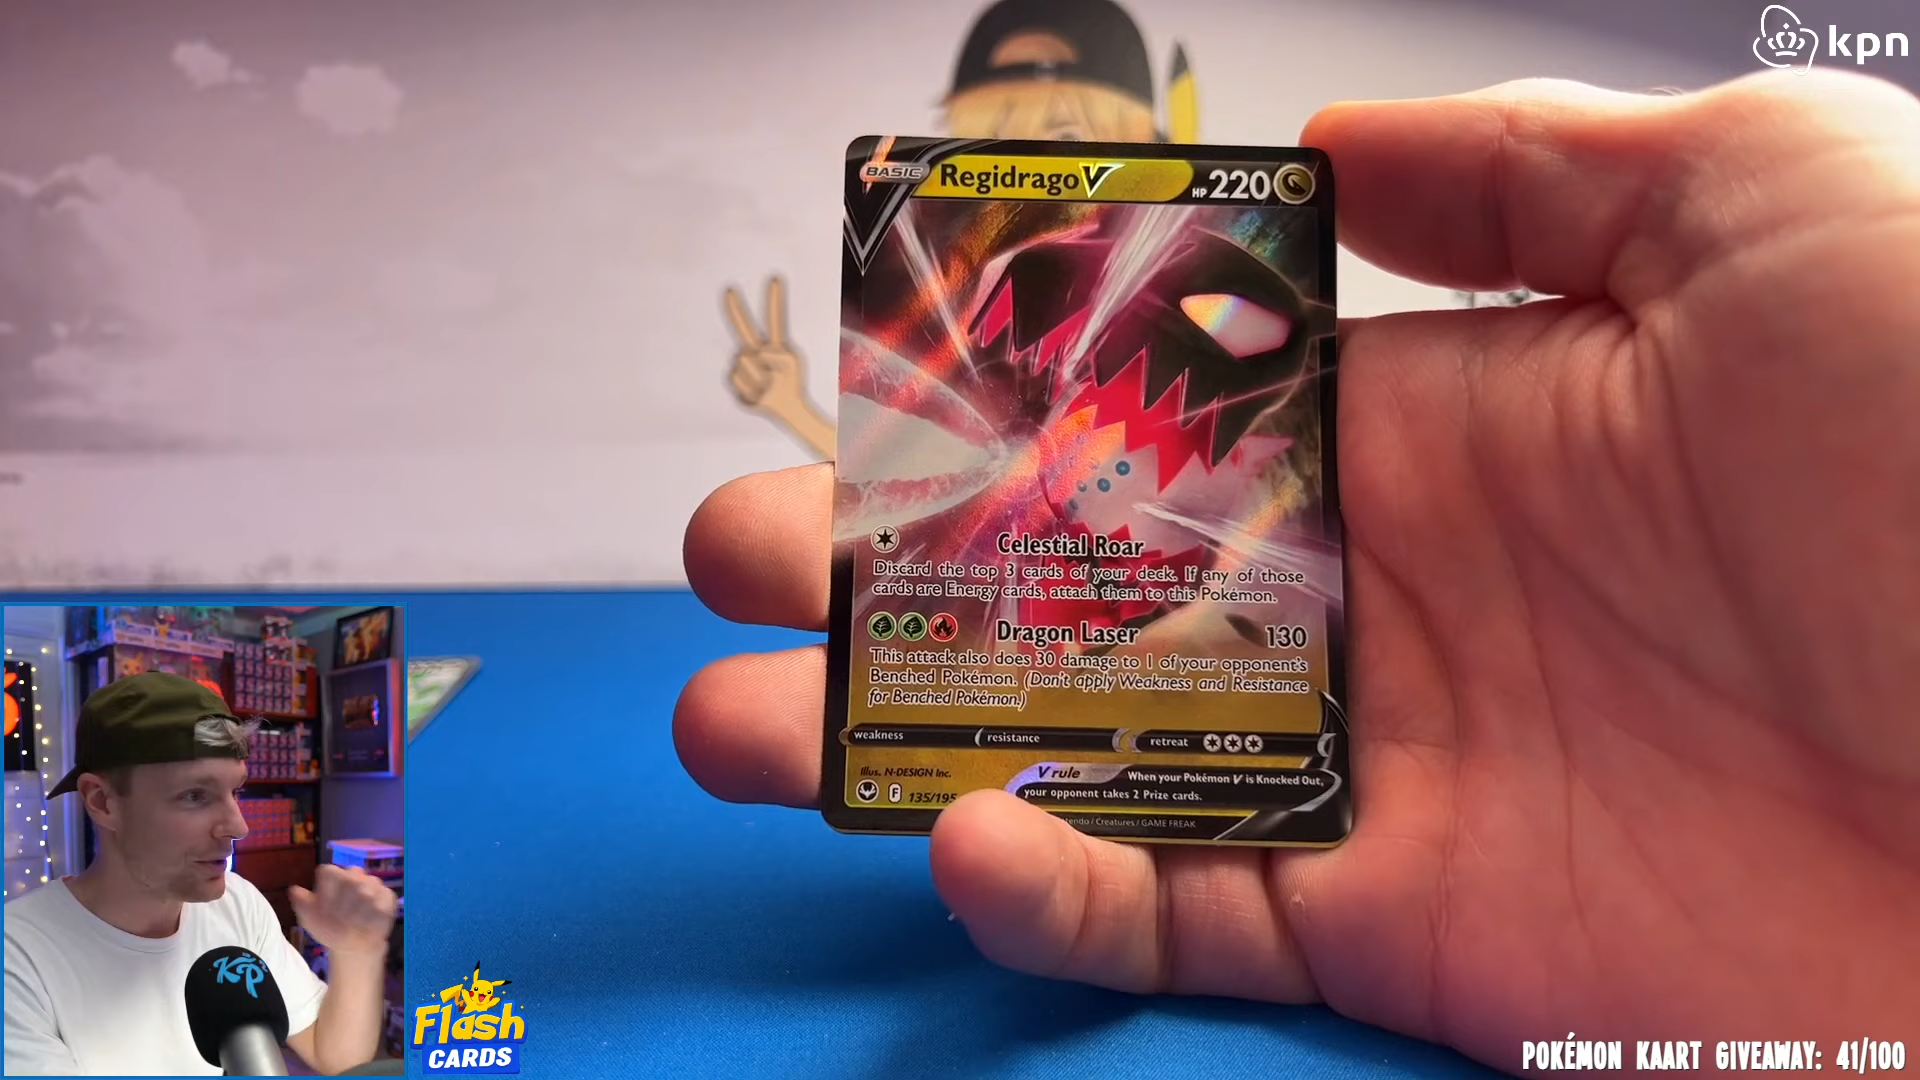 kpn
BASIC Regidrago V HP 220
Celestial Roar
Discard the top 3 cards of your deck. If any of those
cards are Energy cards, attach them to this Pokémon.
Dragon Laser 130
This attack also does 30 damage to 1 of your opponent's
Benched Pokémon. (Don't apply Weakness and Resistance
for Benched Pokémon.)
weakness resistance retreat
Illus. N-DESIGN Inc.
V rule When your Pokémon V is Knocked Out,
your opponent takes 2 Prize cards.
F 135/195
/ Creatures / GAME FREAK
KP
Flash
CARDS
POKÉMON KAART GIVEAWAY: 41/100